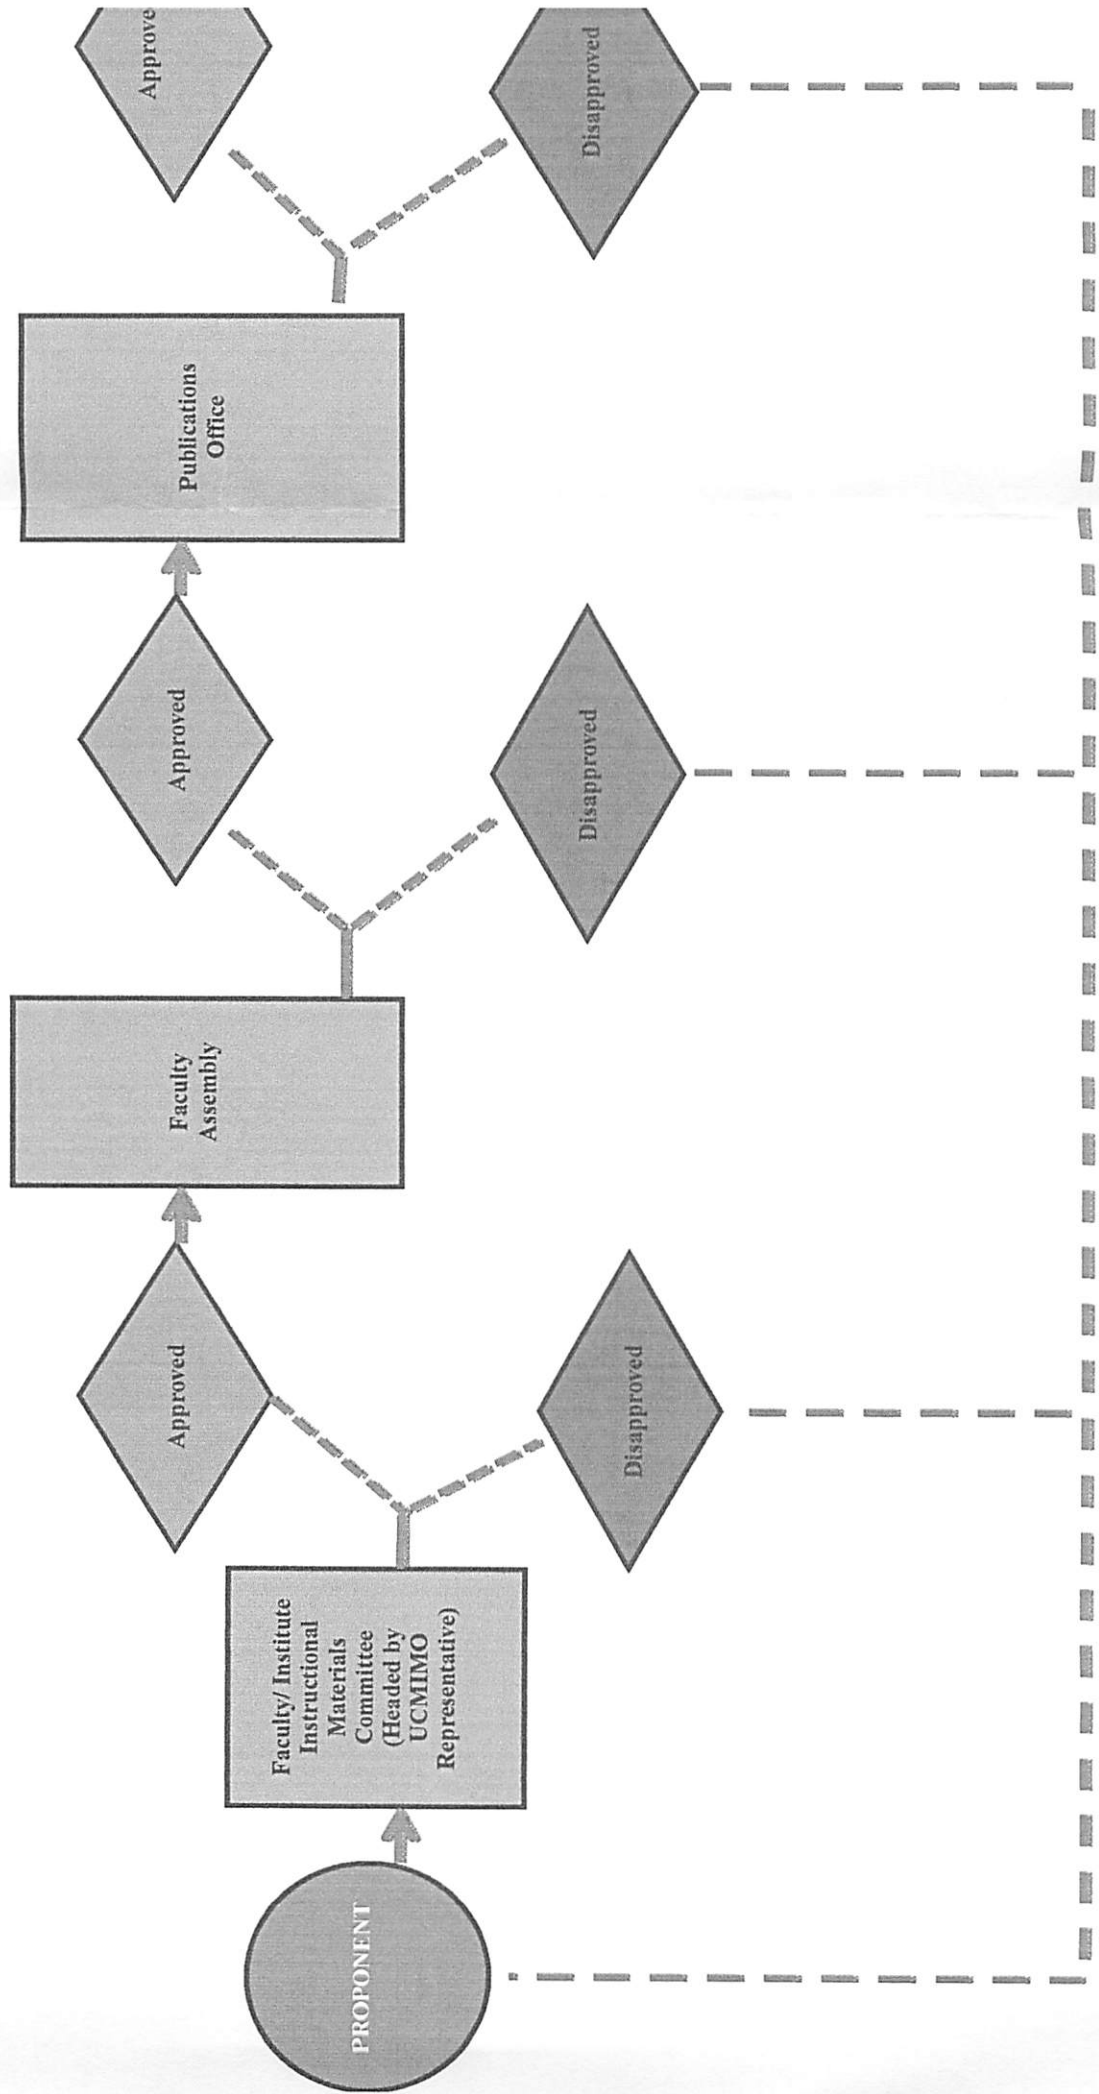 PROPONENT
Faculty/ Institute
Instructional
Materials
Committee
(Headed by
UCMIMO
Representative)
Approved
Disapproved
Faculty
Assembly
Approved
Disapproved
Publications
Office
Approve
Disapproved